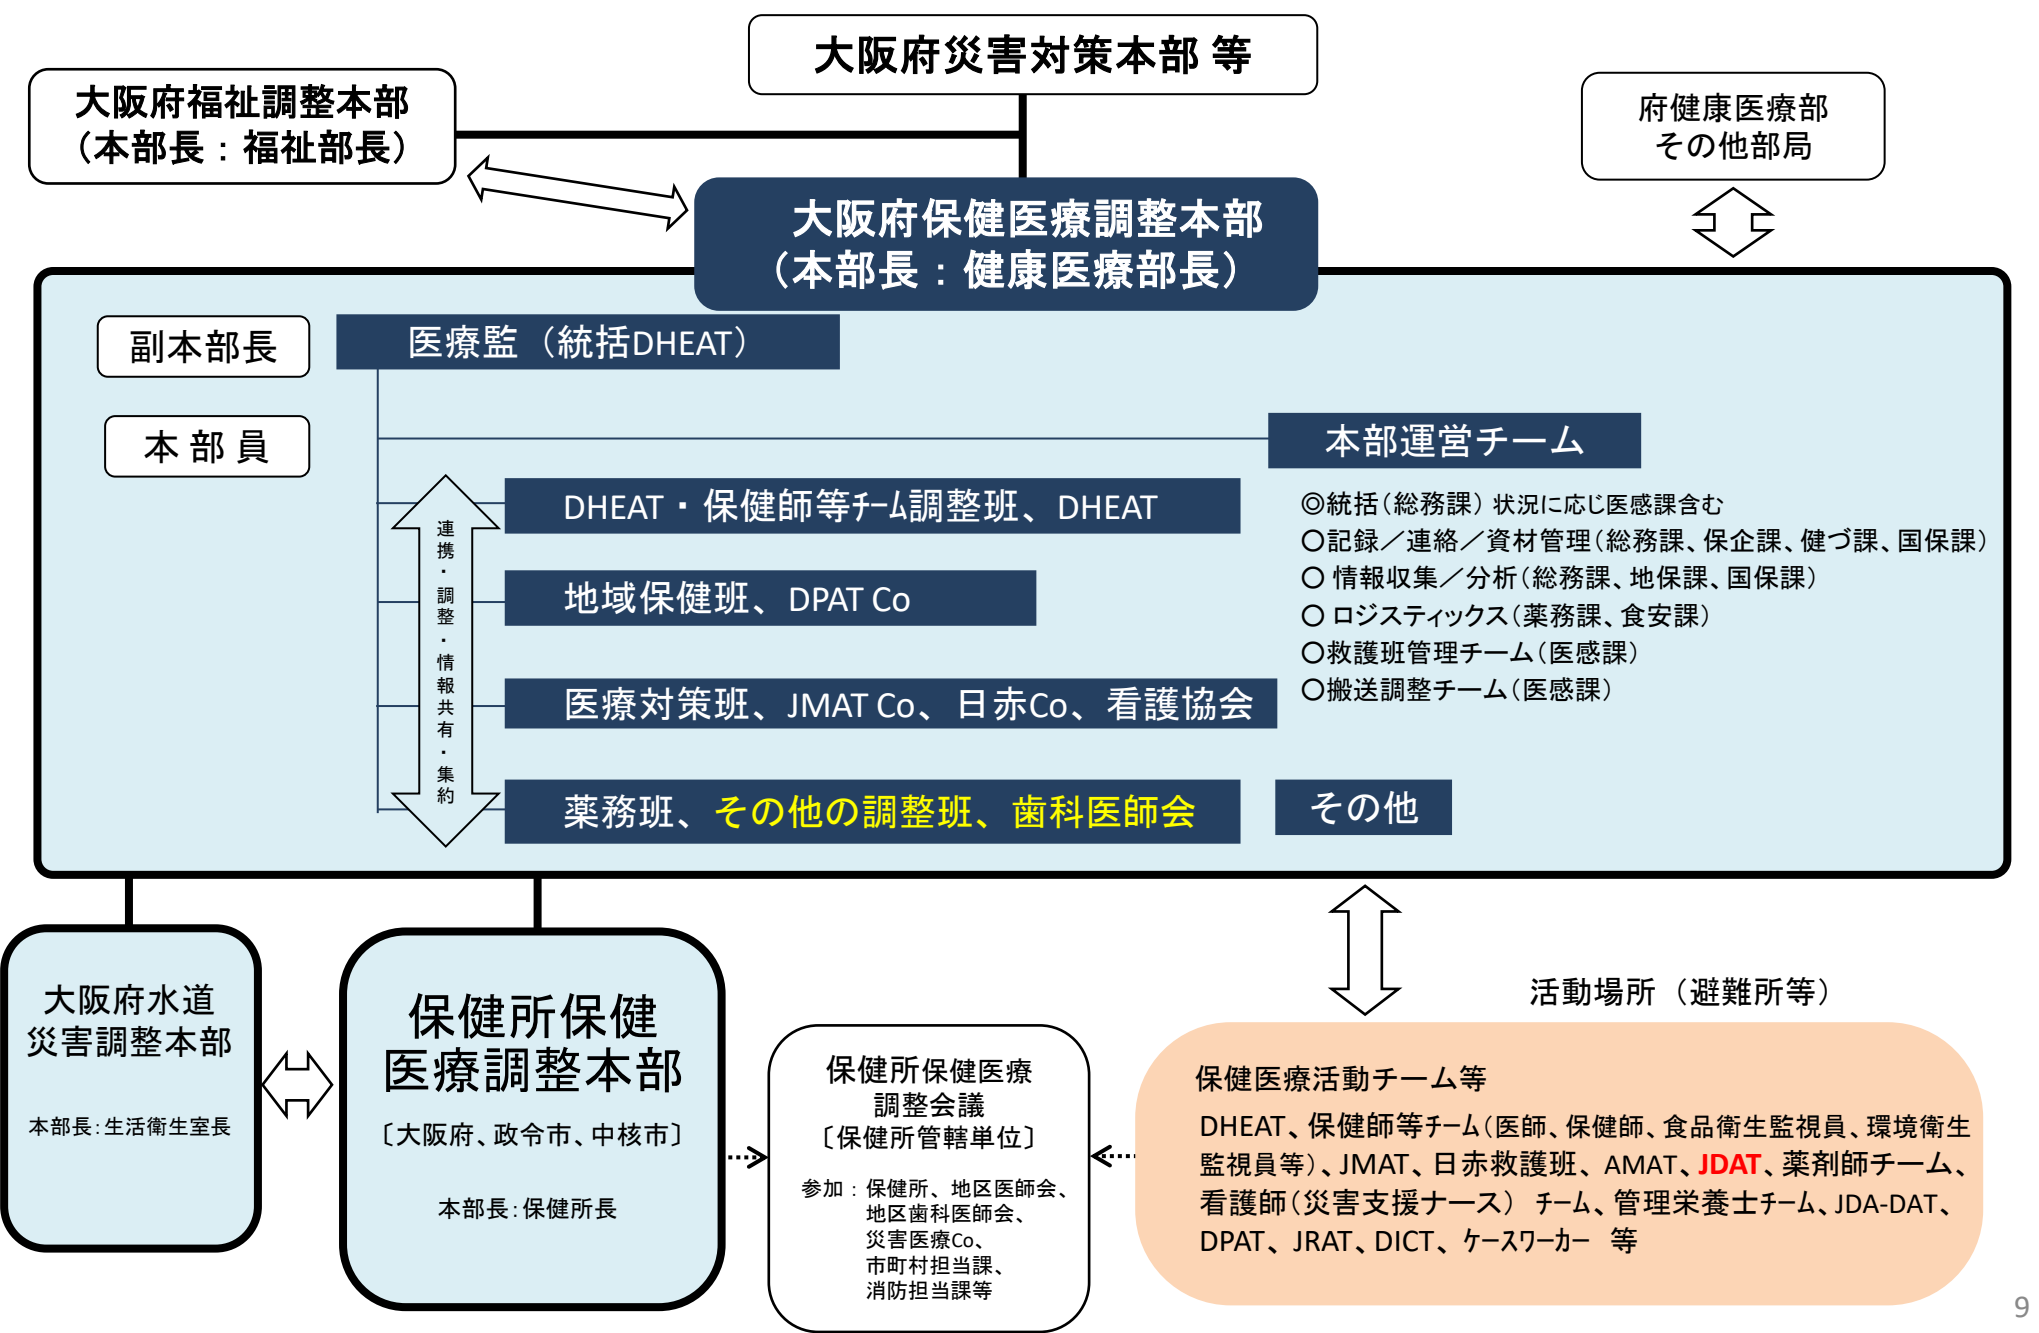 大阪府災害対策本部 等
大阪府福祉調整本部
（本部長：福祉部長）
府健康医療部
その他部局
大阪府保健医療調整本部
（本部長：健康医療部長）
副本部長
医療監（統括DHEAT）
本 部 員
本部運営チーム
DHEAT・保健師等ﾁｰﾑ調整班、DHEAT
地域保健班、DPAT Co
医療対策班、JMAT Co、日赤Co、看護協会
薬務班、その他の調整班、歯科医師会
その他
連携・調整・情報共有・集約
◎統括（総務課） 状況に応じ医感課含む
〇記録／連絡／資材管理（総務課、保企課、健づ課、国保課）
〇 情報収集／分析（総務課、地保課、国保課）
〇 ロジスティックス（薬務課、食安課）
〇救護班管理チーム（医感課）
〇搬送調整チーム（医感課）
大阪府水道
災害調整本部
本部長：生活衛生室長
保健所保健
医療調整本部
〔大阪府、政令市、中核市〕
本部長：保健所長
保健所保健医療
調整会議
〔保健所管轄単位〕
参加：保健所、地区医師会、
地区歯科医師会、
災害医療Co、
市町村担当課、
消防担当課等
活動場所（避難所等）
保健医療活動チーム等
DHEAT、保健師等ﾁｰﾑ（医師、保健師、食品衛生監視員、環境衛生
監視員等）、JMAT、日赤救護班、AMAT、JDAT、薬剤師チーム、
看護師（災害支援ナース） ﾁｰﾑ、管理栄養士ﾁｰﾑ、JDA-DAT、
DPAT、JRAT、DICT、ｹｰｽﾜｰｶｰ 等
9